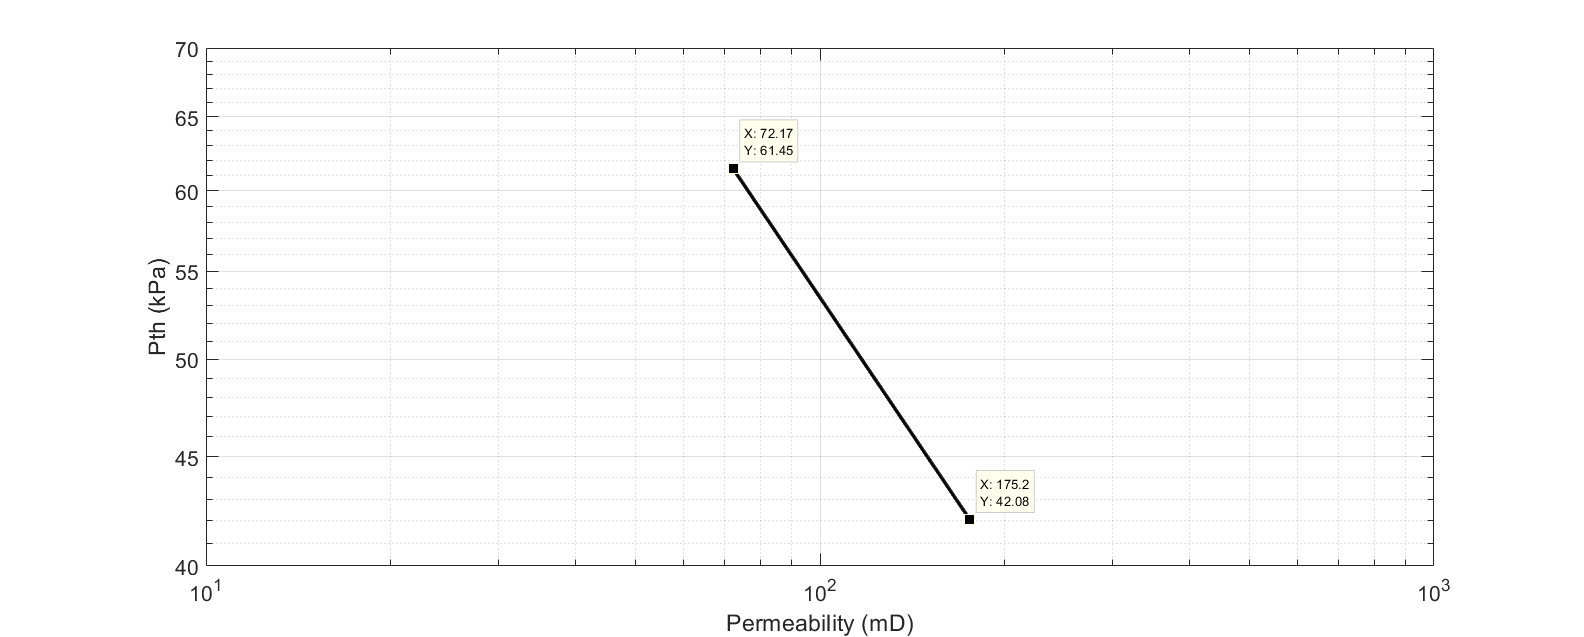 70
65
60
55
50
45
40
Pth (kPa)
X: 72.17
Y: 61.45
X: 175.2
Y: 42.08
10^1
10^2
10^3
Permeability (mD)